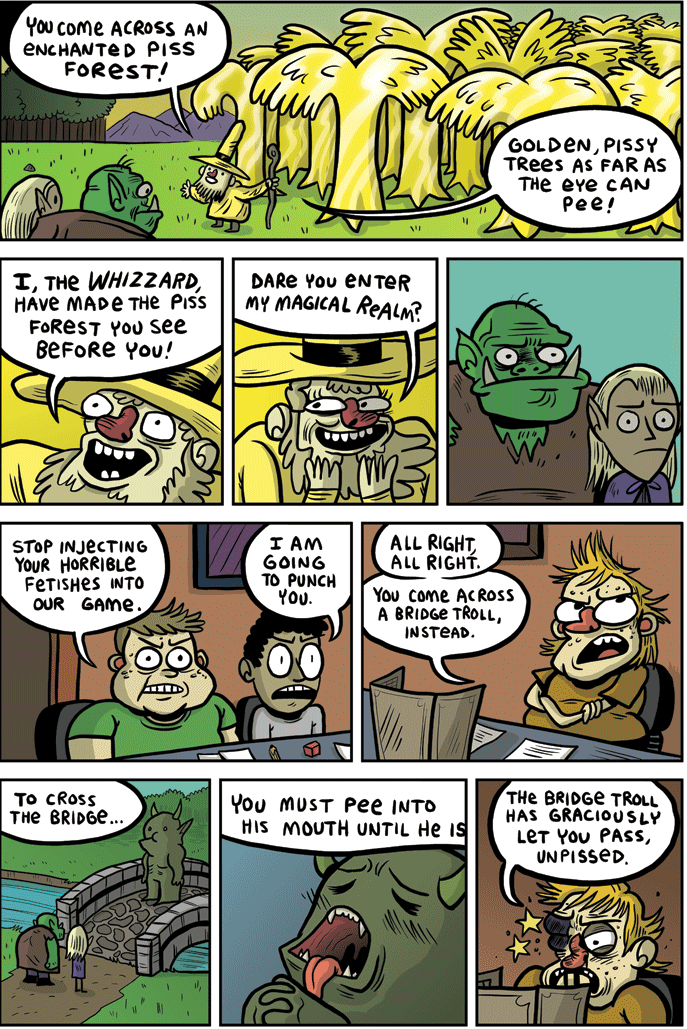 YOU COME ACROSS AN
ENCHANTED PISS
FOREST!
GOLDEN, PISSY
TREES AS FAR AS
THE EYE CAN
PEE!
I, THE WHIZZARD,
HAVE MADE THE PISS
FOREST YOU SEE
BEFORE YOU!
DARE YOU ENTER
MY MAGICAL REALM?
STOP INJECTING
YOUR HORRIBLE
FETISHES INTO
OUR GAME.
I AM
GOING
TO PUNCH
YOU.
ALL RIGHT,
ALL RIGHT.
YOU COME ACROSS
A BRIDGE TROLL,
INSTEAD.
TO CROSS
THE BRIDGE...
YOU MUST PEE INTO
HIS MOUTH UNTIL HE IS
THE BRIDGE TROLL
HAS GRACIOUSLY
LET YOU PASS,
UNPISSED.